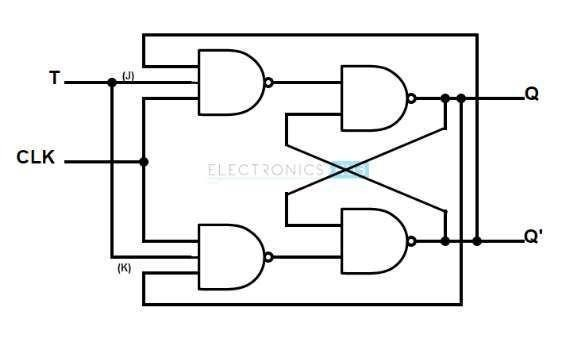 T
(J)
Q
CLK
ELECTRONICS
(K)
Q'